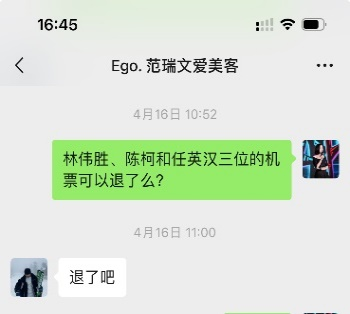 16:45
Ego. 范瑞文爱美客
4月16日 10:52
林伟胜、陈柯和任英汉三位的机
票可以退了么?
4月16日 11:00
退了吧